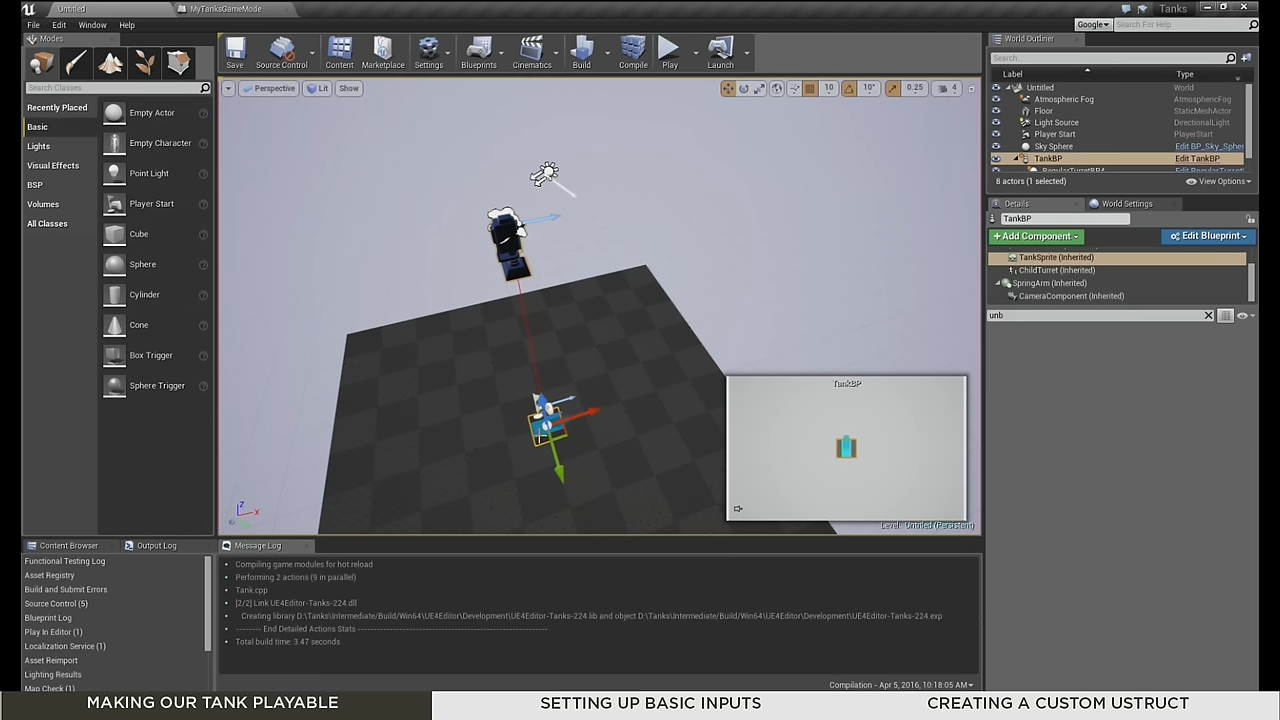 Untitled
MyTanksGameMode
Tanks
File
Edit
Window
Help
Google
Search For Help
Modes
Save
Source Control
Content
Marketplace
Settings
Blueprints
Cinematics
Build
Compile
Play
Launch
World Outliner
Search...
Label
Type
Untitled
World
Atmospheric Fog
AtmosphericFog
Floor
StaticMeshActor
Light Source
DirectionalLight
Player Start
PlayerStart
Sky Sphere
Edit BP_Sky_Spher
TankBP
Edit TankBP
8 actors (1 selected)
View Options
Search Classes
Recently Placed
Basic
Lights
Visual Effects
BSP
Volumes
All Classes
Empty Actor
Empty Character
Point Light
Player Start
Cube
Sphere
Cylinder
Cone
Box Trigger
Sphere Trigger
Perspective
Lit
Show
10
10°
0.25
4
Details
World Settings
TankBP
+ Add Component
Edit Blueprint
TankSprite (Inherited)
ChildTurret (Inherited)
SpringArm (Inherited)
CameraComponent (Inherited)
unb
TankBP
Z
X
Level: Untitled (Persistent)
Content Browser
Output Log
Functional Testing Log
Asset Registry
Build and Submit Errors
Source Control (5)
Blueprint Log
Play In Editor (1)
Localization Service (1)
Asset Reimport
Lighting Results
Map Check (1)
Message Log
Compiling game modules for hot reload
Performing 2 actions (9 in parallel)
Tank.cpp
[2/2] Link UE4Editor-Tanks-224.dll
Creating library D:\Tanks\Intermediate\Build\Win64\UE4Editor\Development\UE4Editor-Tanks-224.lib and object D:\Tanks\Intermediate\Build\Win64\UE4Editor\Development\UE4Editor-Tanks-224.exp
-------- End Detailed Actions Stats -----------------------------------------------------------
Total build time: 3.47 seconds
Compilation - Apr 5, 2016, 10:18:05 AM
MAKING OUR TANK PLAYABLE
SETTING UP BASIC INPUTS
CREATING A CUSTOM USTRUCT